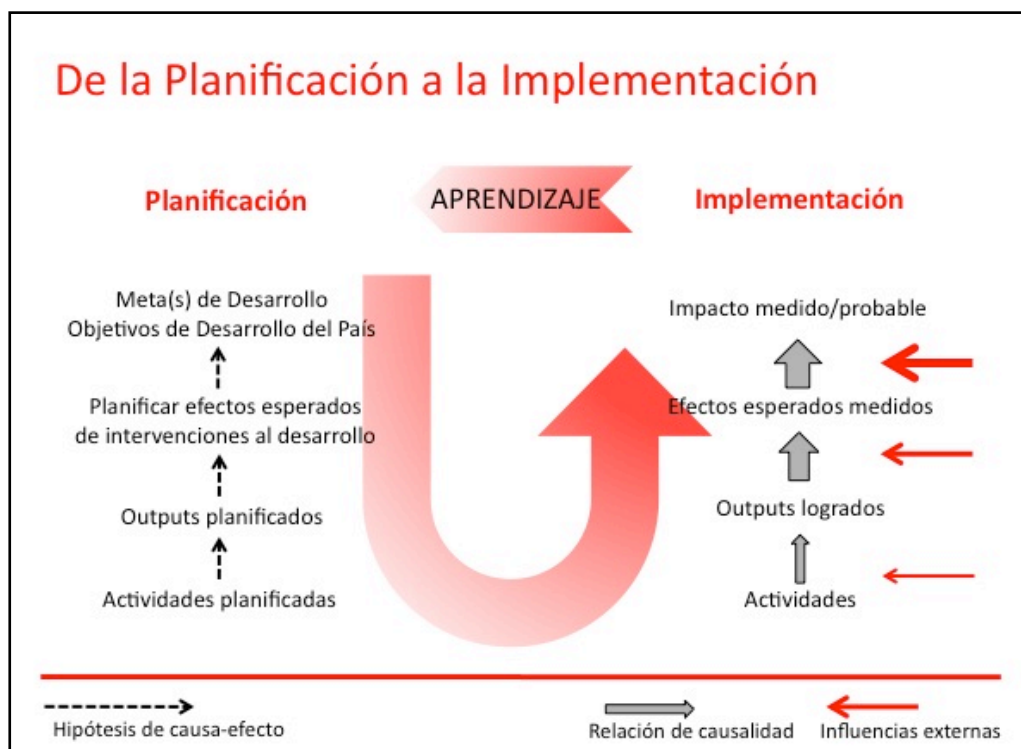 De la Planificación a la Implementación
Planificación
APRENDIZAJE
Implementación
Meta(s) de Desarrollo
Objetivos de Desarrollo del País
Planificar efectos esperados
de intervenciones al desarrollo
Outputs planificados
Actividades planificadas
Impacto medido/probable
Efectos esperados medidos
Outputs logrados
Actividades
Hipótesis de causa-efecto
Relación de causalidad
Influencias externas